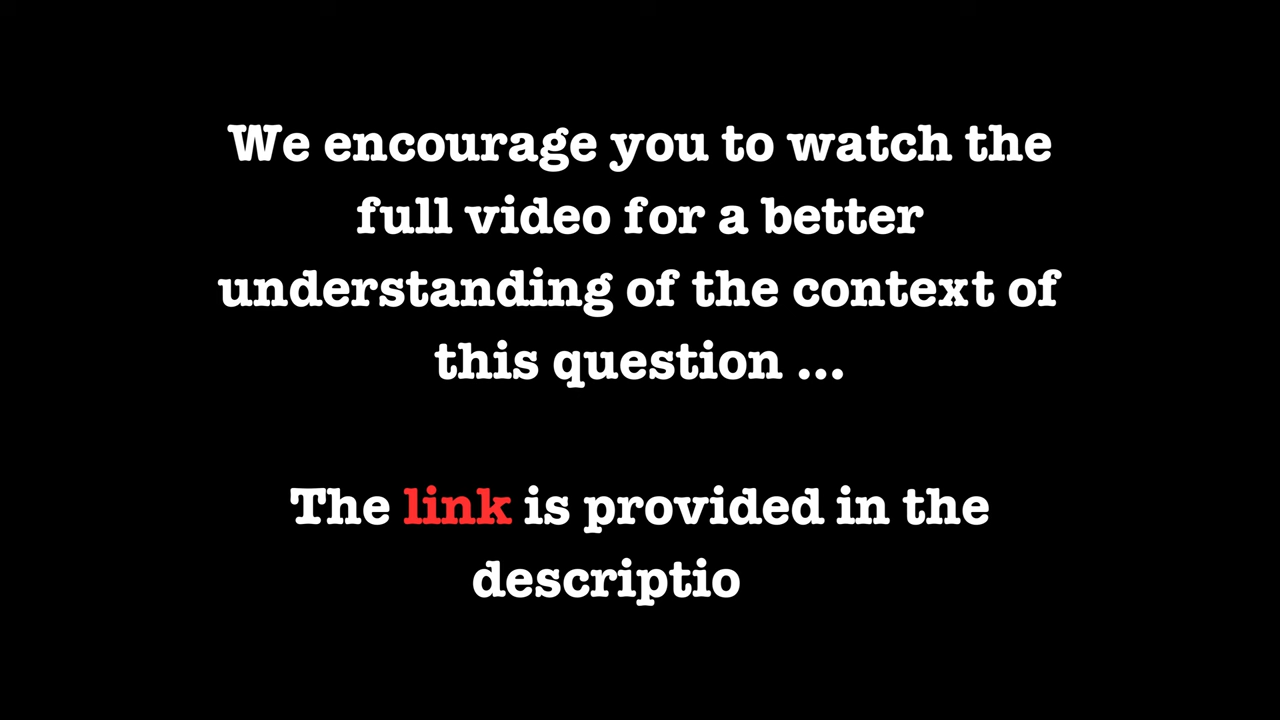 We encourage you to watch the
full video for a better
understanding of the context of
this question ...
The link is provided in the
descriptio